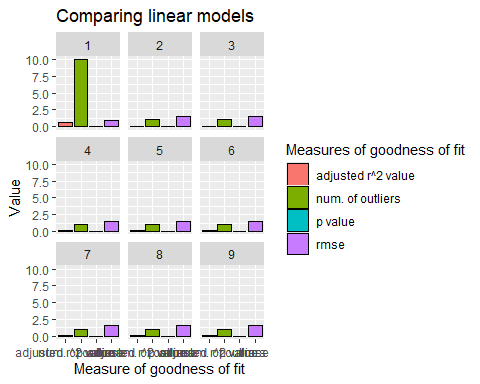 Comparing linear models
1 2 3
10.0
7.5
5.0
2.5
0.0
4 5 6
10.0
7.5
5.0
2.5
0.0
7 8 9
10.0
7.5
5.0
2.5
0.0
Value
Measure of goodness of fit
Measures of goodness of fit
adjusted r^2 value
num. of outliers
p value
rmse